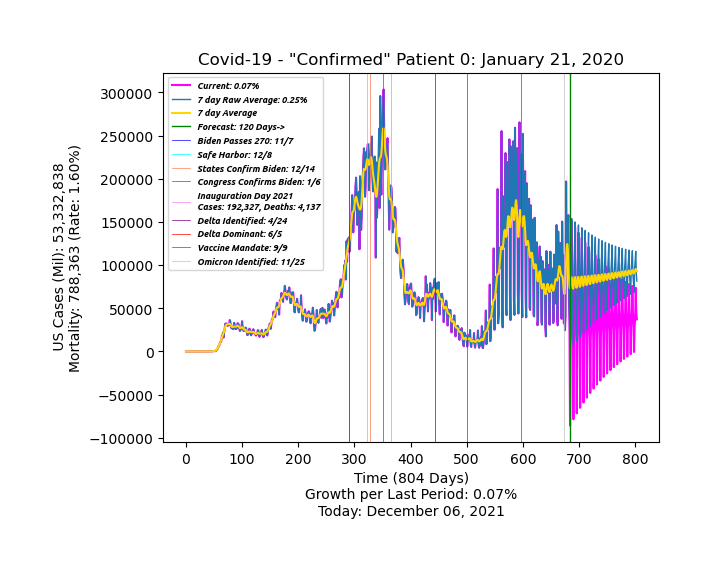 Covid-19 - "Confirmed" Patient 0: January 21, 2020
US Cases (Mil): 53,332,838
Mortality: 788,363 (Rate: 1.60%)
300000
250000
200000
150000
100000
50000
0
−50000
−100000
Current: 0.07%
7 day Raw Average: 0.25%
7 day Average
Forecast: 120 Days->
Biden Passes 270: 11/7
Safe Harbor: 12/8
States Confirm Biden: 12/14
Congress Confirms Biden: 1/6
Inauguration Day 2021
Cases: 192,327, Deaths: 4,137
Delta Identified: 4/24
Delta Dominant: 6/5
Vaccine Mandate: 9/9
Omicron Identified: 11/25
0 100 200 300 400 500 600 700 800
Time (804 Days)
Growth per Last Period: 0.07%
Today: December 06, 2021